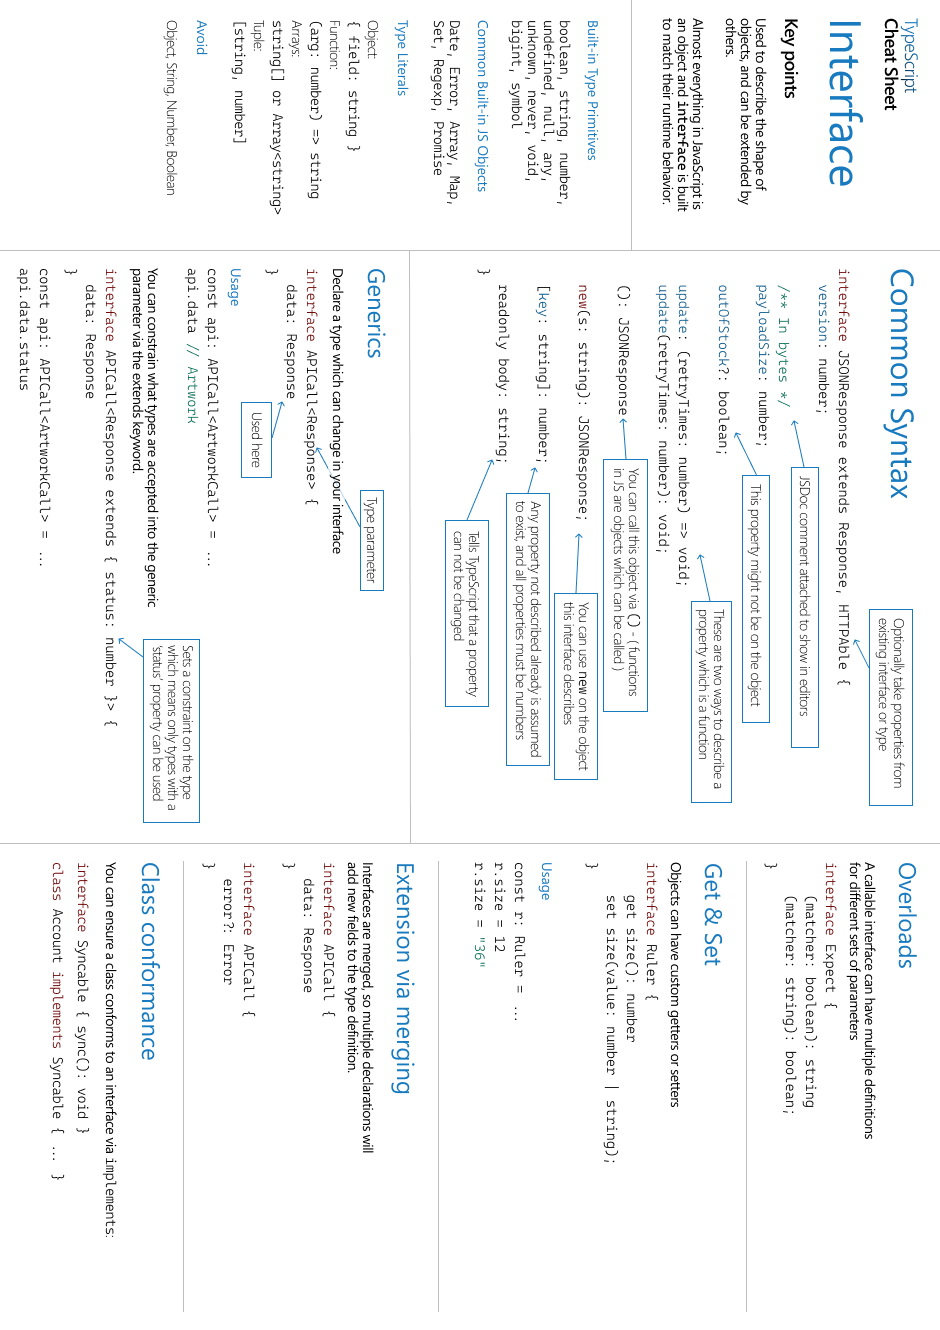 TypeScript
Cheat Sheet
Interface
Key points
Used to describe the shape of
objects, and can be extended by
others.
Almost everything in JavaScript is
an object and interface is built
to match their runtime behavior.
Built-in Type Primitives
boolean, string, number,
undefined, null, any,
unknown, never, void,
bigint, symbol
Common Built-in JS Objects
Date, Error, Array, Map,
Set, Regexp, Promise
Type Literals
Object:
{ field: string }
Function:
(arg: number) => string
Arrays:
string[] or Array<string>
Tuple:
[string, number]
Avoid
Object, String, Number, Boolean
Common Syntax
interface JSONResponse extends Response, HTTPAble {
version: number;
Optionally take properties from
existing interface or type
/** In bytes */
payloadSize: number;
JSDoc comment attached to show in editors
outOfStock?: boolean;
This property might not be on the object
update: (retryTimes: number) => void;
update(retryTimes: number): void;
These are two ways to describe a
property which is a function
(): JSONResponse
You can call this object via () - ( functions
in JS are objects which can be called )
new(s: string): JSONResponse;
You can use new on the object
this interface describes
[key: string]: number;
Any property not described already is assumed
to exist, and all properties must be numbers
readonly body: string;
Tells TypeScript that a property
can not be changed
}
Generics
Type parameter
Declare a type which can change in your interface
interface APICall<Response> {
data: Response
}
Used here
Usage
const api: APICall<ArtworkCall> = ...
api.data // Artwork
You can constrain what types are accepted into the generic
parameter via the extends keyword.
interface APICall<Response extends { status: number }> {
data: Response
}
Sets a constraint on the type
which means only types with a
'status' property can be used
const api: APICall<ArtworkCall> = ...
api.data.status
Overloads
A callable interface can have multiple definitions
for different sets of parameters
interface Expect {
(matcher: boolean): string
(matcher: string): boolean;
}
Get & Set
Objects can have custom getters or setters
interface Ruler {
get size(): number
set size(value: number | string);
}
Usage
const r: Ruler = ...
r.size = 12
r.size = "36"
Extension via merging
Interfaces are merged, so multiple declarations will
add new fields to the type definition.
interface APICall {
data: Response
}
interface APICall {
error?: Error
}
Class conformance
You can ensure a class conforms to an interface via implements:
interface Syncable { sync(): void }
class Account implements Syncable { ... }